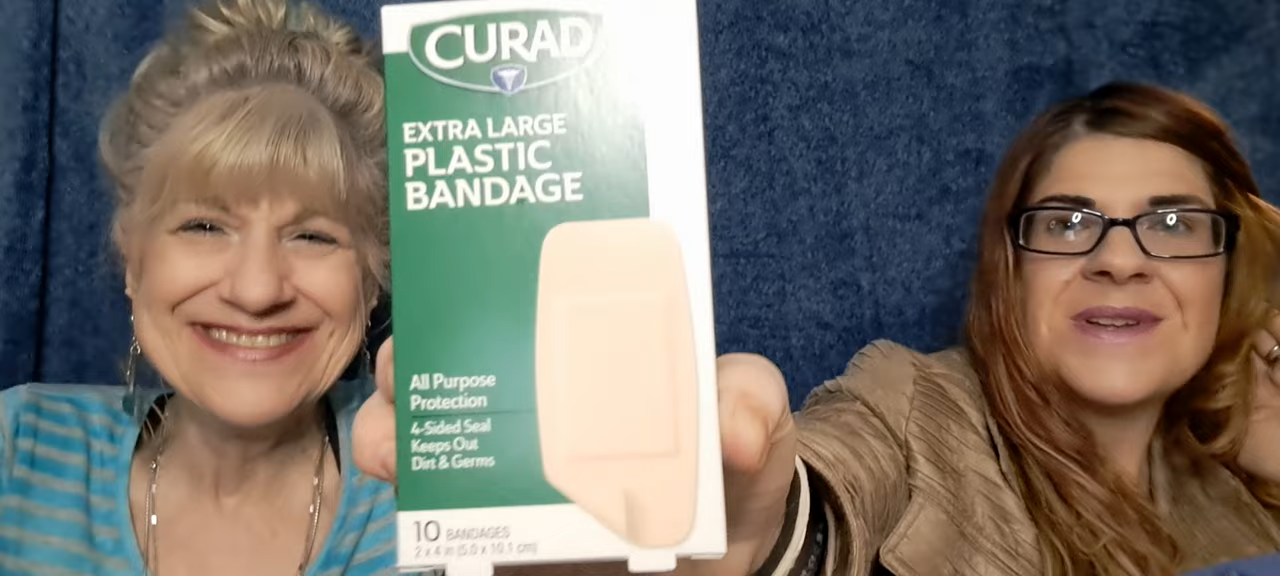 CURAD
EXTRA LARGE
PLASTIC
BANDAGE
All Purpose
Protection
4-Sided Seal
Keeps Out
Dirt & Germs
10 BANDAGES
2 x 4 in (5.0 x 10.1 cm)